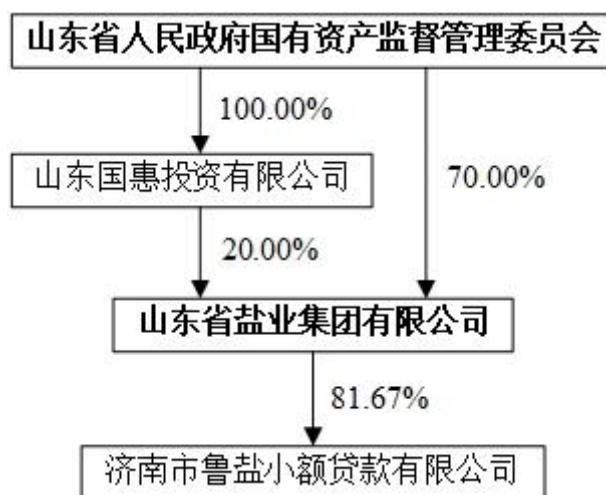 山东省人民政府国有资产监督管理委员会
100.00%
山东国惠投资有限公司
70.00%
20.00%
山东省盐业集团有限公司
81.67%
济南市鲁盐小额贷款有限公司